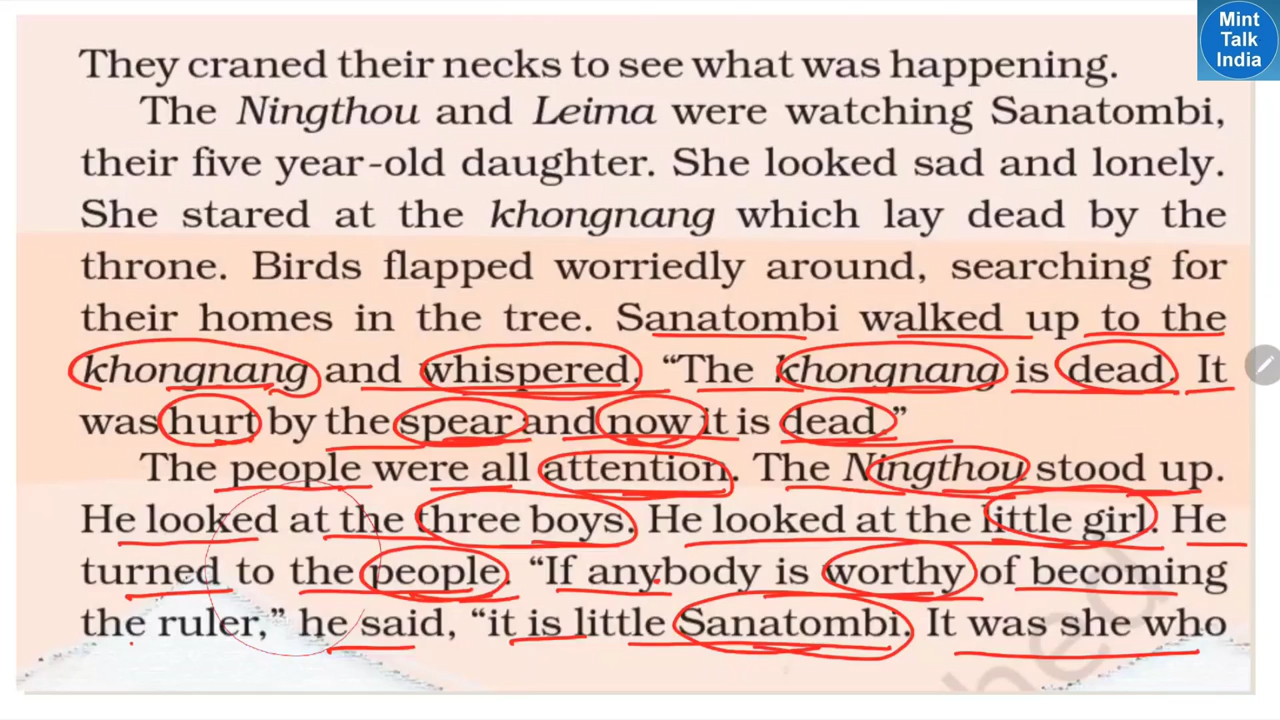 Mint
Talk
India
They craned their necks to see what was happening.
The Ningthou and Leima were watching Sanatombi,
their five year-old daughter. She looked sad and lonely.
She stared at the khongnang which lay dead by the
throne. Birds flapped worriedly around, searching for
their homes in the tree. Sanatombi walked up to the
khongnang and whispered, “The khongnang is dead. It
was hurt by the spear and now it is dead.”
The people were all attention. The Ningthou stood up.
He looked at the three boys. He looked at the little girl. He
turned to the people. “If anybody is worthy of becoming
the ruler,” he said, “it is little Sanatombi. It was she who